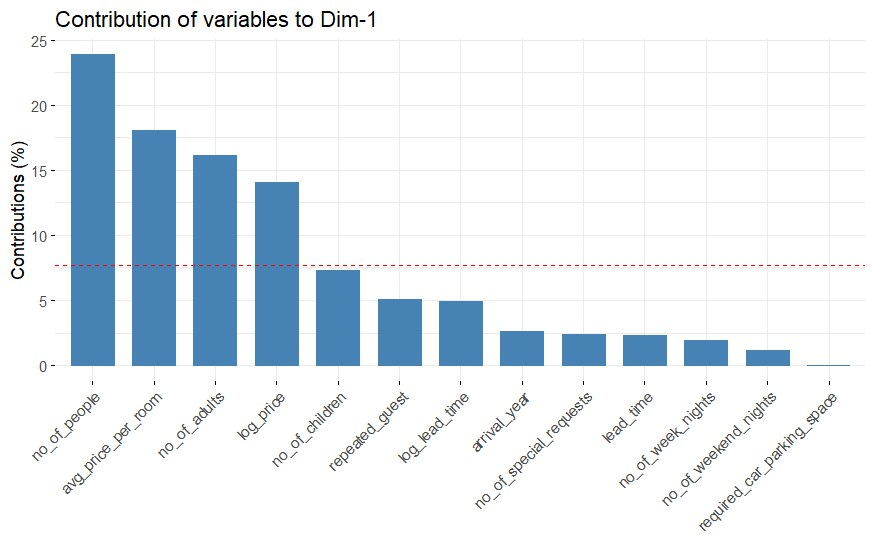 Contribution of variables to Dim-1
Contributions (%)
25
20
15
10
5
0
no_of_people
avg_price_per_room
no_of_adults
log_price
no_of_children
repeated_guest
log_lead_time
arrival_year
no_of_special_requests
lead_time
no_of_week_nights
no_of_weekend_nights
required_car_parking_space